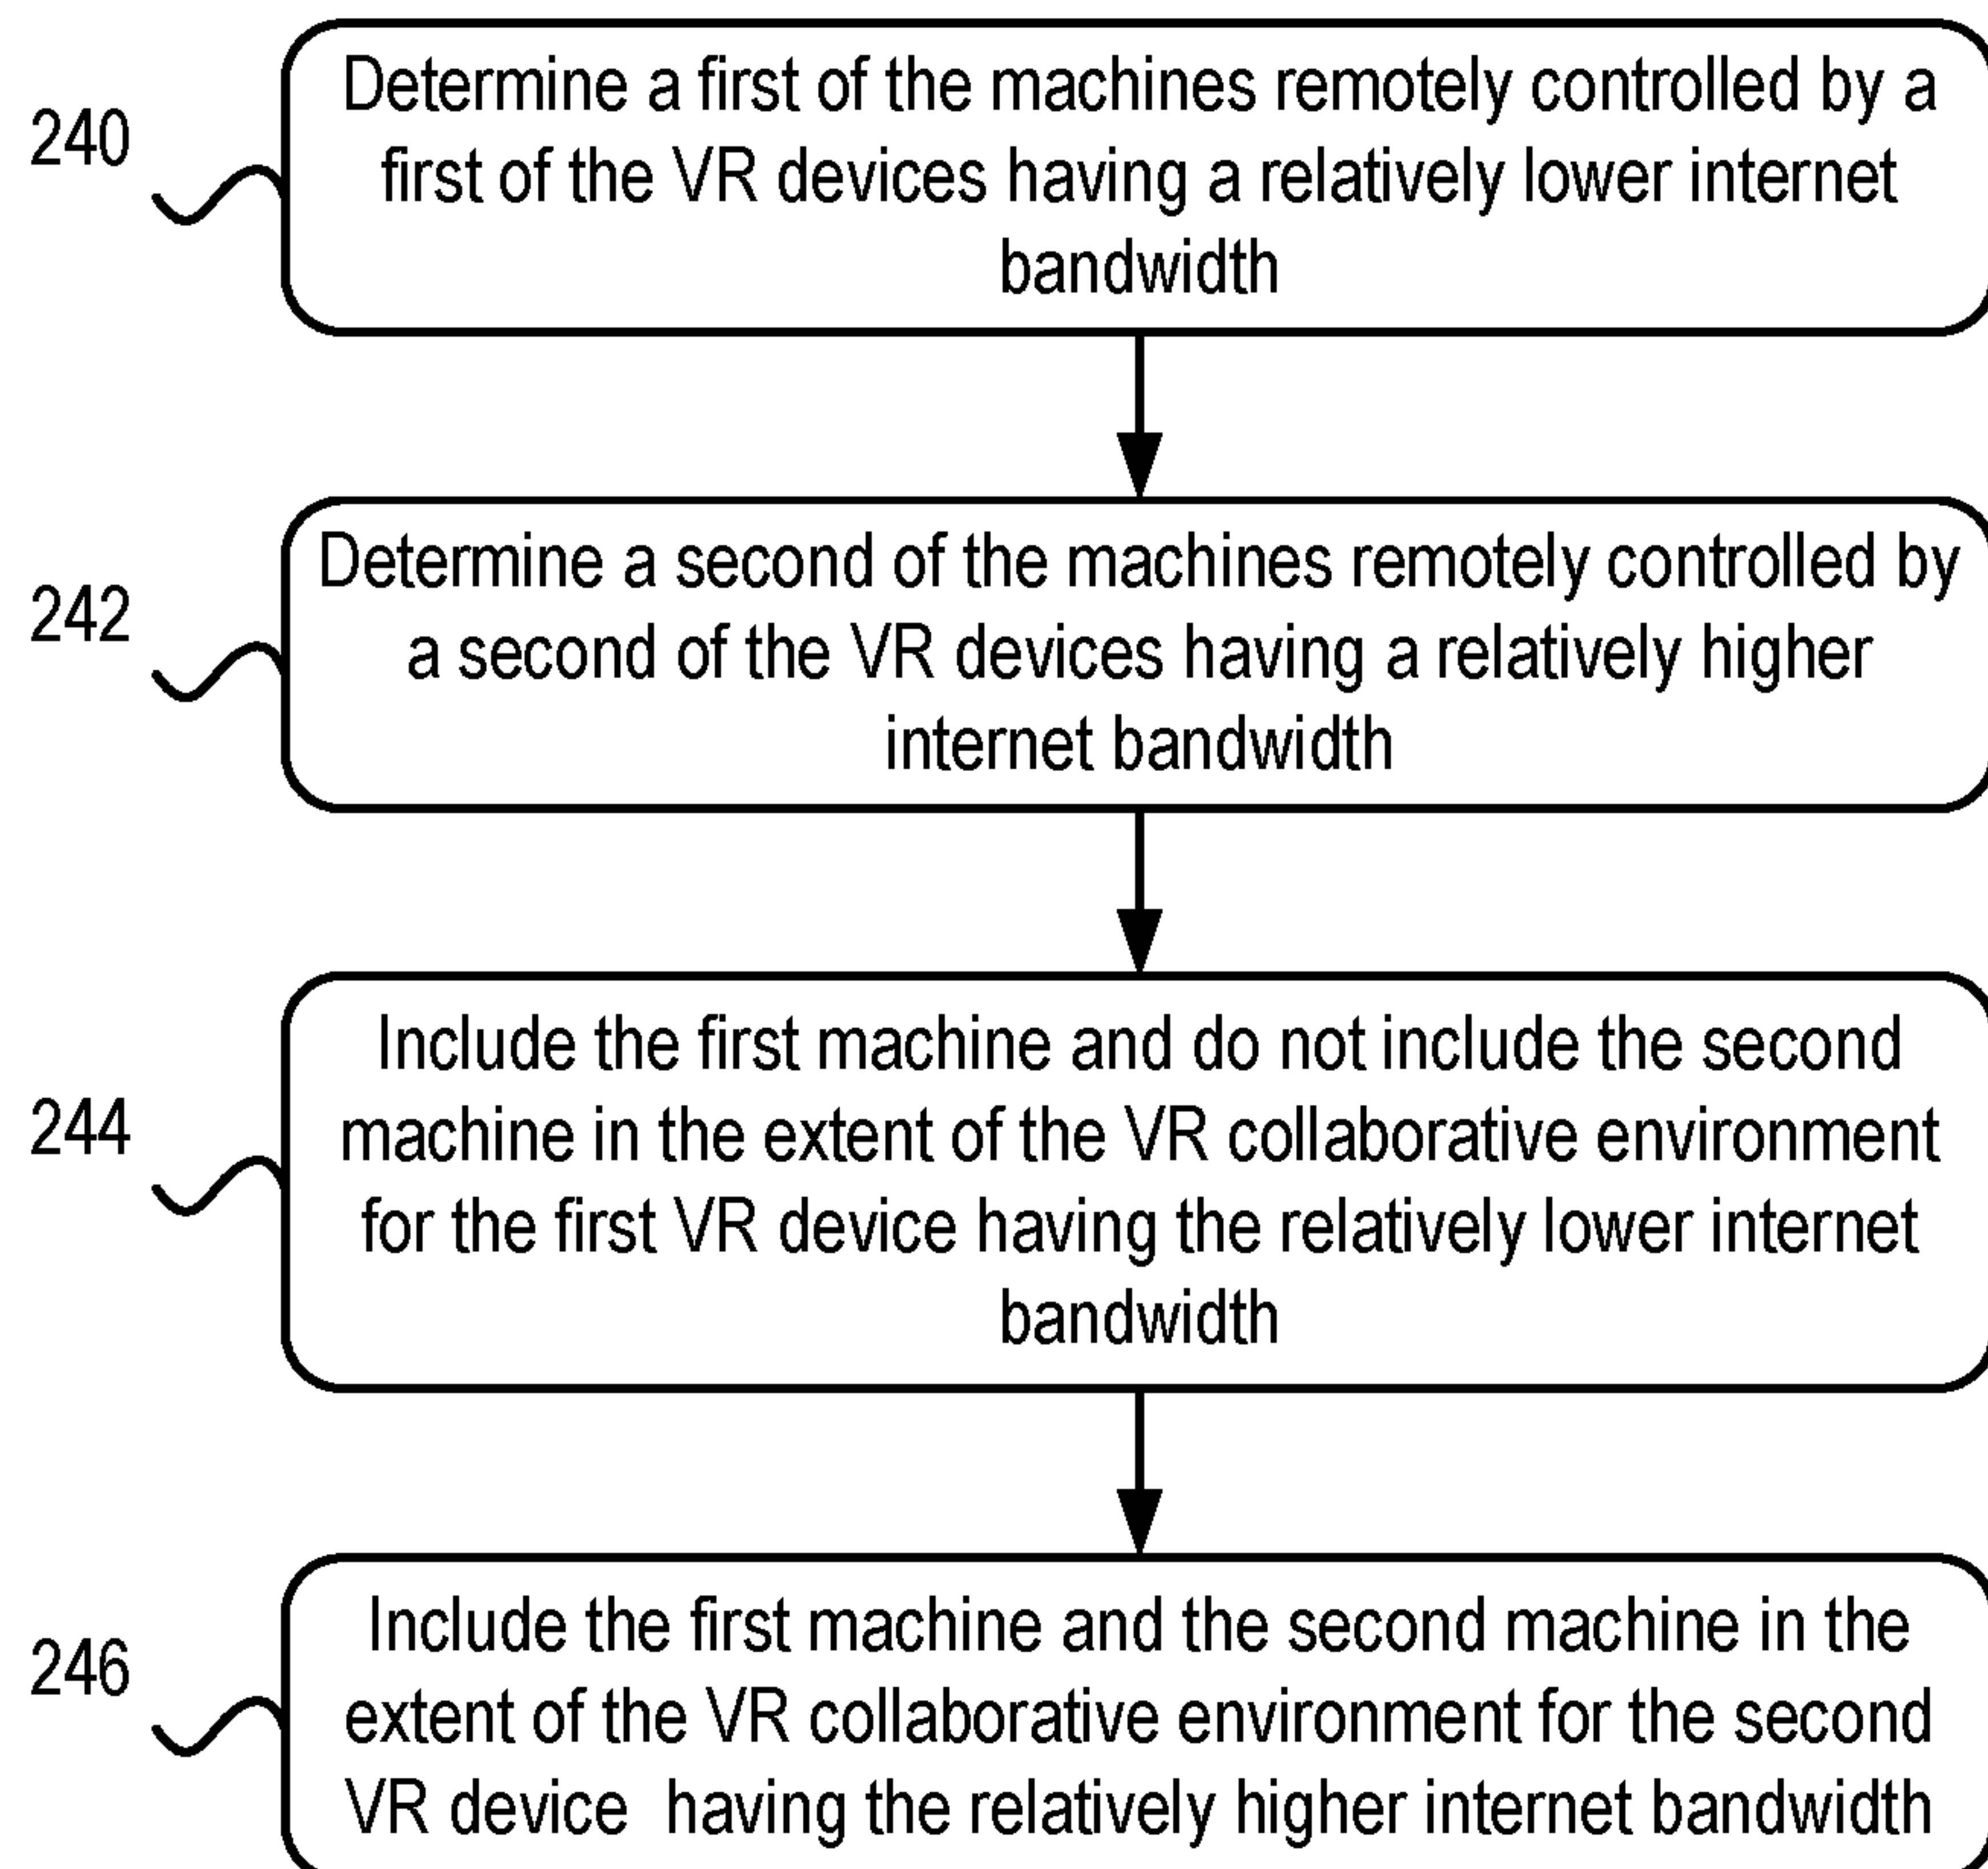 240
Determine a first of the machines remotely controlled by a
first of the VR devices having a relatively lower internet
bandwidth
242
Determine a second of the machines remotely controlled by
a second of the VR devices having a relatively higher
internet bandwidth
244
Include the first machine and do not include the second
machine in the extent of the VR collaborative environment
for the first VR device having the relatively lower internet
bandwidth
246
Include the first machine and the second machine in the
extent of the VR collaborative environment for the second
VR device  having the relatively higher internet bandwidth